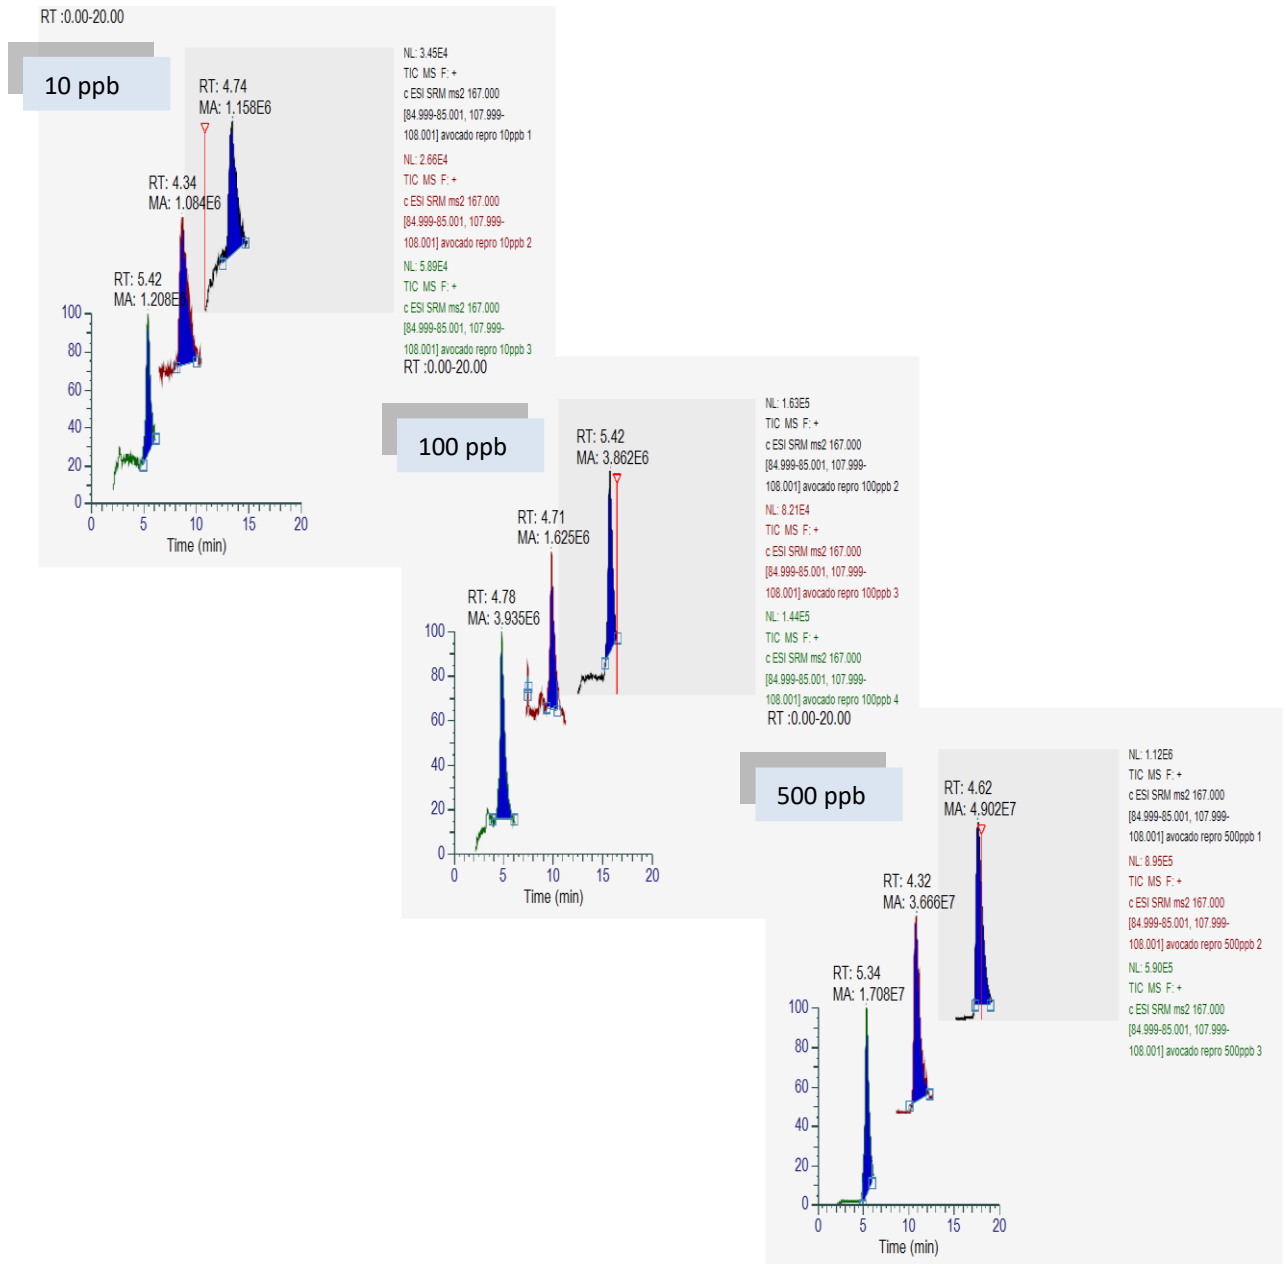 RT :0.00-20.00
10 ppb
RT: 4.74
MA: 1.158E6
RT: 4.34
MA: 1.084E6
RT: 5.42
MA: 1.208E
100
80
60
40
20
0
0 5 10 15 20
Time (min)
NL: 3.45E4
TIC MS F: +
c ESI SRM ms2 167.000
[84.999-85.001, 107.999-
108.001] avocado repro 10ppb 1
NL: 2.66E4
TIC MS F: +
c ESI SRM ms2 167.000
[84.999-85.001, 107.999-
108.001] avocado repro 10ppb 2
NL: 5.89E4
TIC MS F: +
c ESI SRM ms2 167.000
[84.999-85.001, 107.999-
108.001] avocado repro 10ppb 3
RT :0.00-20.00
100 ppb
RT: 5.42
MA: 3.862E6
RT: 4.71
MA: 1.625E6
RT: 4.78
MA: 3.935E6
100
80
60
40
20
0
0 5 10 15 20
Time (min)
NL: 1.63E5
TIC MS F: +
c ESI SRM ms2 167.000
[84.999-85.001, 107.999-
108.001] avocado repro 100ppb 2
NL: 8.21E4
TIC MS F: +
c ESI SRM ms2 167.000
[84.999-85.001, 107.999-
108.001] avocado repro 100ppb 3
NL: 1.44E5
TIC MS F: +
c ESI SRM ms2 167.000
[84.999-85.001, 107.999-
108.001] avocado repro 100ppb 4
RT :0.00-20.00
500 ppb
RT: 4.62
MA: 4.902E7
RT: 4.32
MA: 3.666E7
RT: 5.34
MA: 1.708E7
100
80
60
40
20
0
0 5 10 15 20
Time (min)
NL: 1.12E6
TIC MS F: +
c ESI SRM ms2 167.000
[84.999-85.001, 107.999-
108.001] avocado repro 500ppb 1
NL: 8.95E5
TIC MS F: +
c ESI SRM ms2 167.000
[84.999-85.001, 107.999-
108.001] avocado repro 500ppb 2
NL: 5.90E5
TIC MS F: +
c ESI SRM ms2 167.000
[84.999-85.001, 107.999-
108.001] avocado repro 500ppb 3